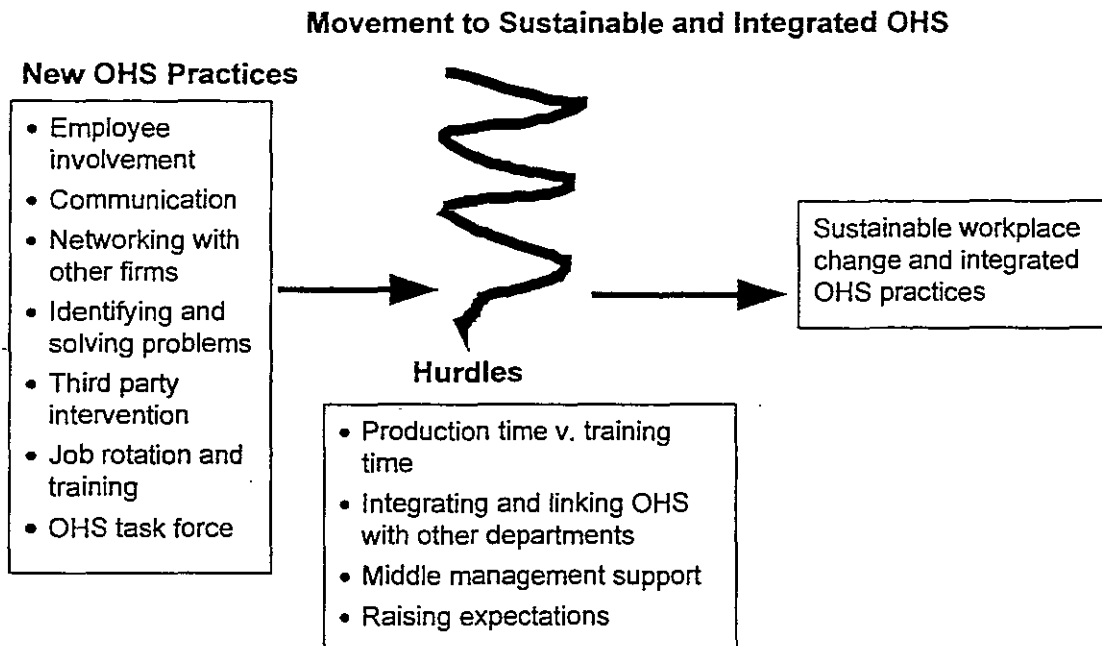 Movement to Sustainable and Integrated OHS
New OHS Practices
• Employee
involvement
• Communication
• Networking with
other firms
• Identifying and
solving problems
• Third party
intervention
• Job rotation and
training
• OHS task force
Hurdles
• Production time v. training
time
• Integrating and linking OHS
with other departments
• Middle management support
• Raising expectations
Sustainable workplace
change and integrated
OHS practices